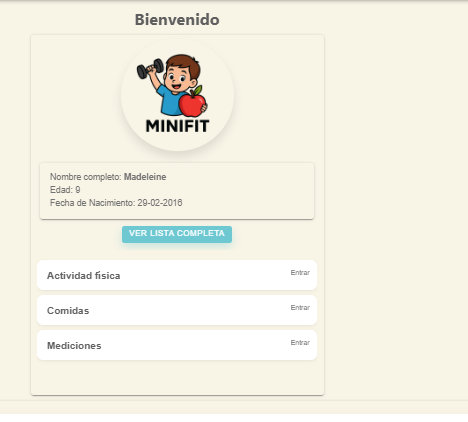 Bienvenido
MINIFIT
Nombre completo: Madeleine
Edad: 9
Fecha de Nacimiento: 29-02-2016
VER LISTA COMPLETA
Actividad física Entrar
Comidas Entrar
Mediciones Entrar